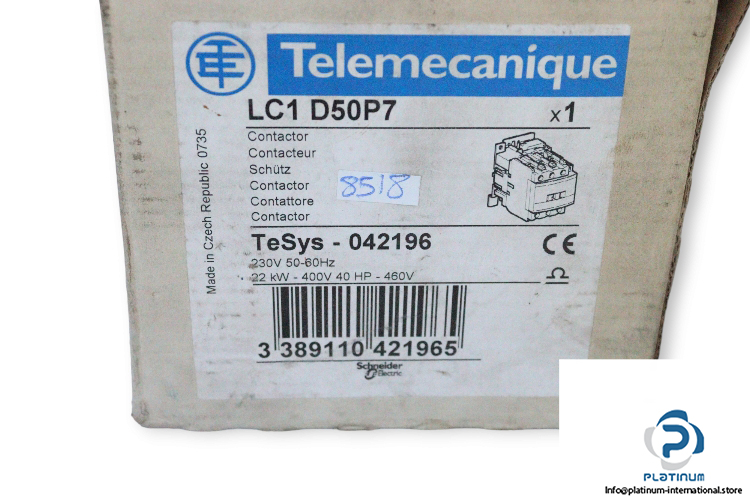 Telemecanique
LC1 D50P7 x1
Contactor
Contacteur
Schütz
Contactor
Contattore
Contactor
8518
TeSys - 042196
CE
230V 50-60Hz
22 kW - 400V 40 HP - 460V
3 389110 421965
Schneider
Electric
Made in Czech Republic 0735
PLATINUM
Info@platinum-international.store